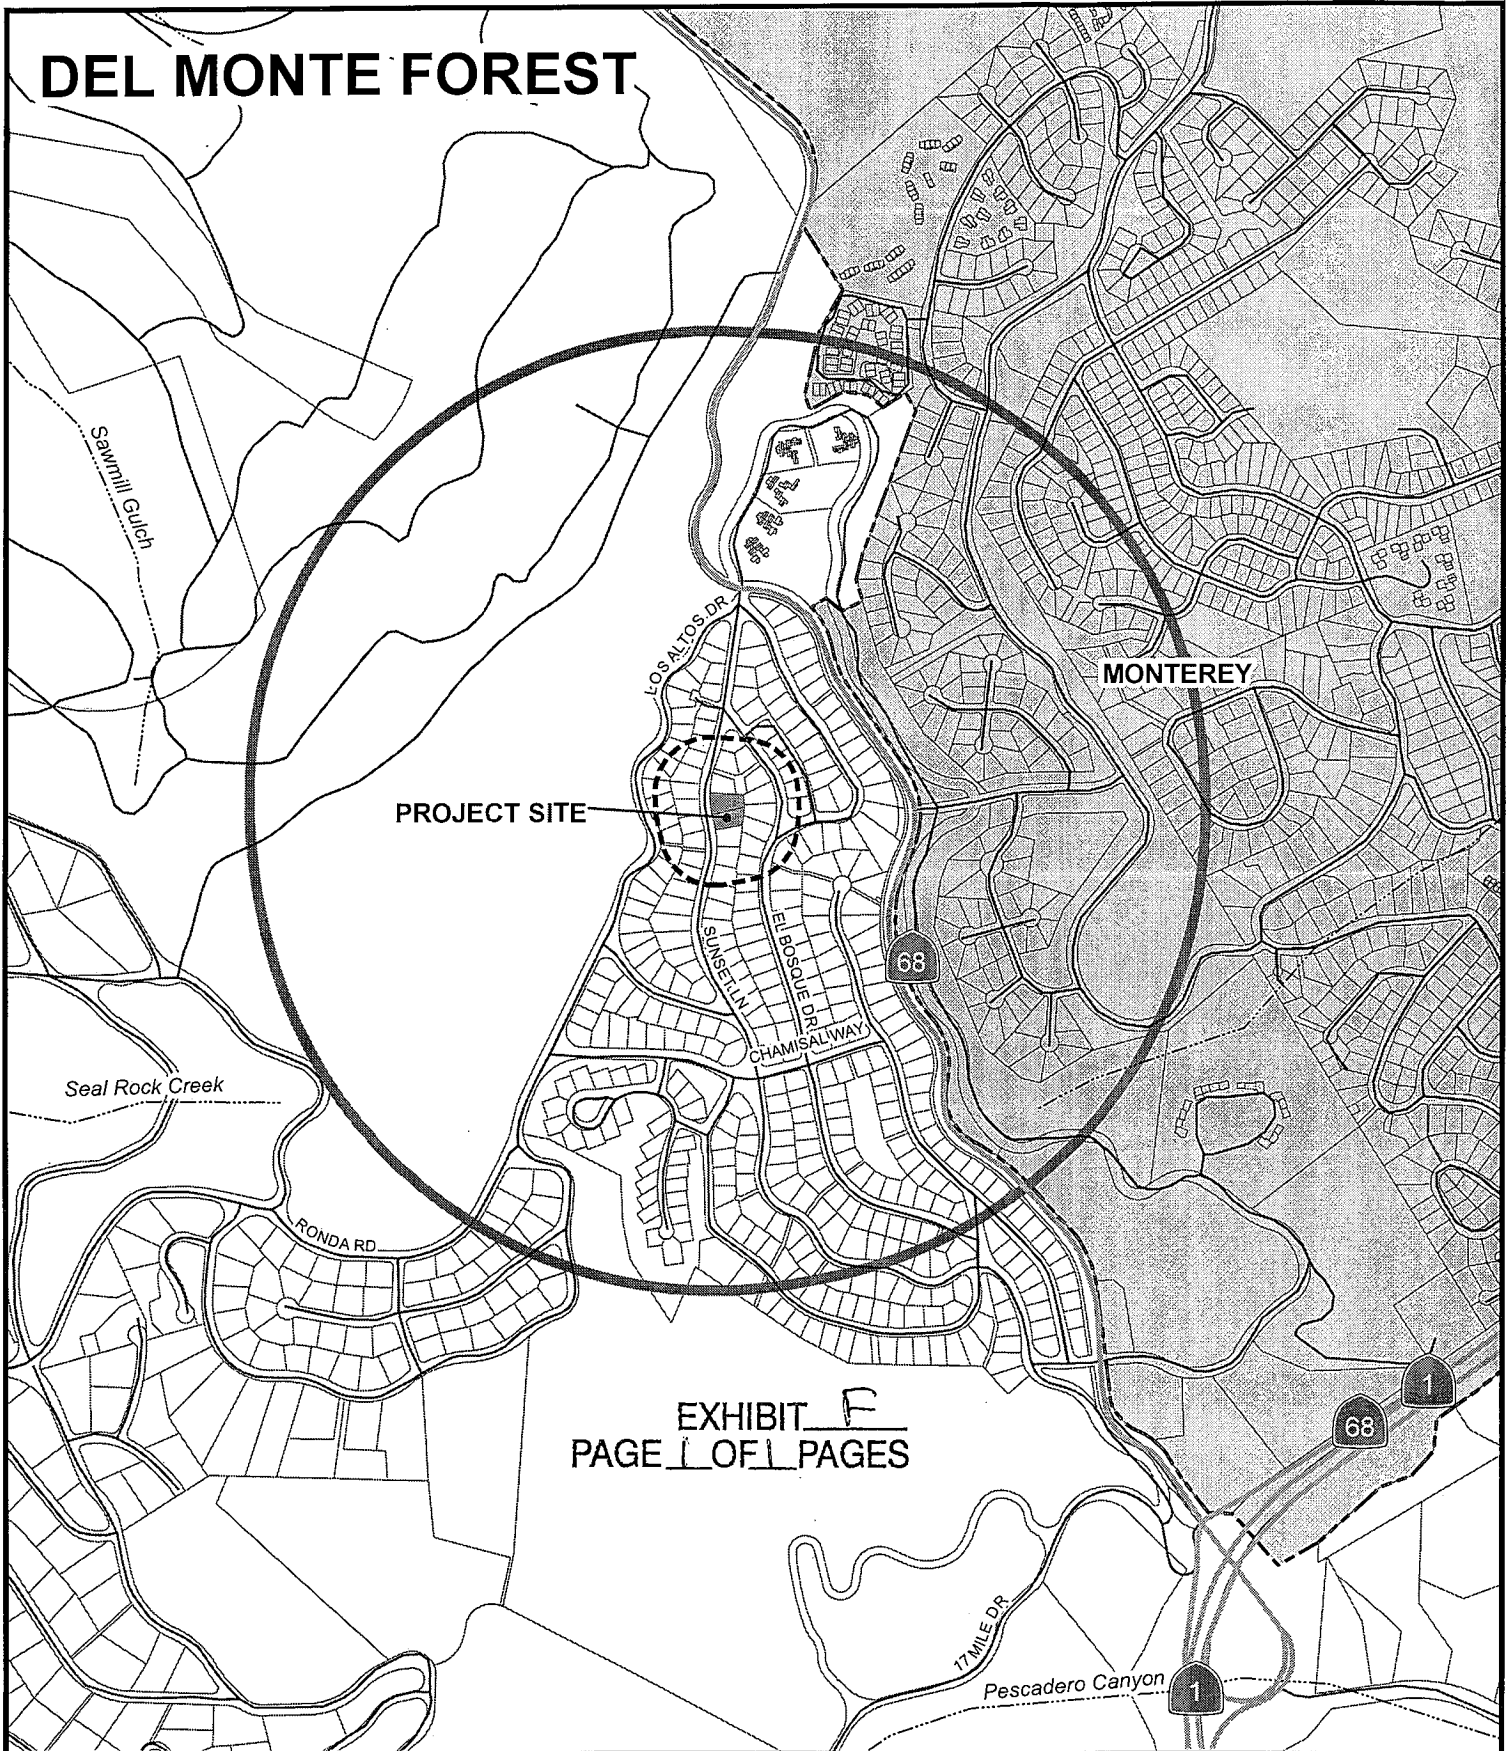 DEL MONTE FOREST
Sawmill Gulch
LOS ALTOS DR
MONTEREY
PROJECT SITE
SUNSET LN
EL BOSQUE DR
68
CHAMISAL WAY
Seal Rock Creek
RONDA RD
1
68
EXHIBIT F
PAGE 1 OF 1 PAGES
17 MILE DR
Pescadero Canyon
1